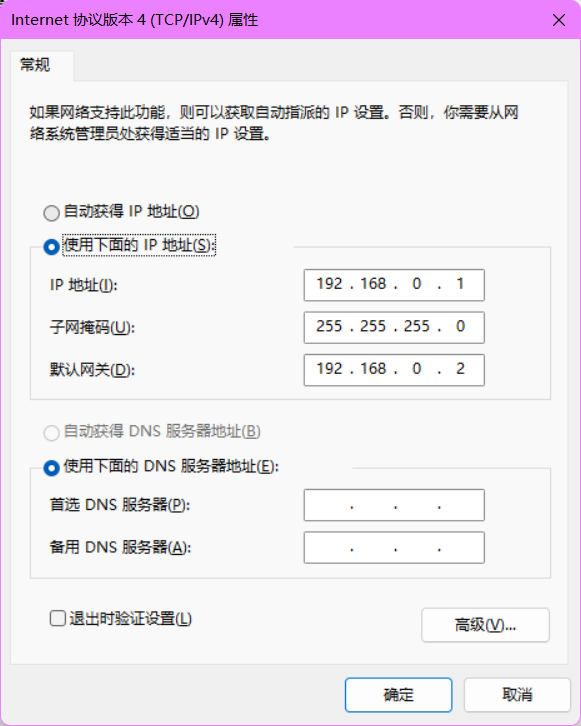 Internet 协议版本 4 (TCP/IPv4) 属性
常规
如果网络支持此功能，则可以获取自动指派的 IP 设置。否则，你需要从网
络系统管理员处获得适当的 IP 设置。
自动获得 IP 地址(O)
使用下面的 IP 地址(S):
IP 地址(I): 192 . 168 . 0 . 1
子网掩码(U): 255 . 255 . 255 . 0
默认网关(D): 192 . 168 . 0 . 2
自动获得 DNS 服务器地址(B)
使用下面的 DNS 服务器地址(E):
首选 DNS 服务器(P): . . .
备用 DNS 服务器(A): . . .
退出时验证设置(L)
高级(V)...
确定 取消